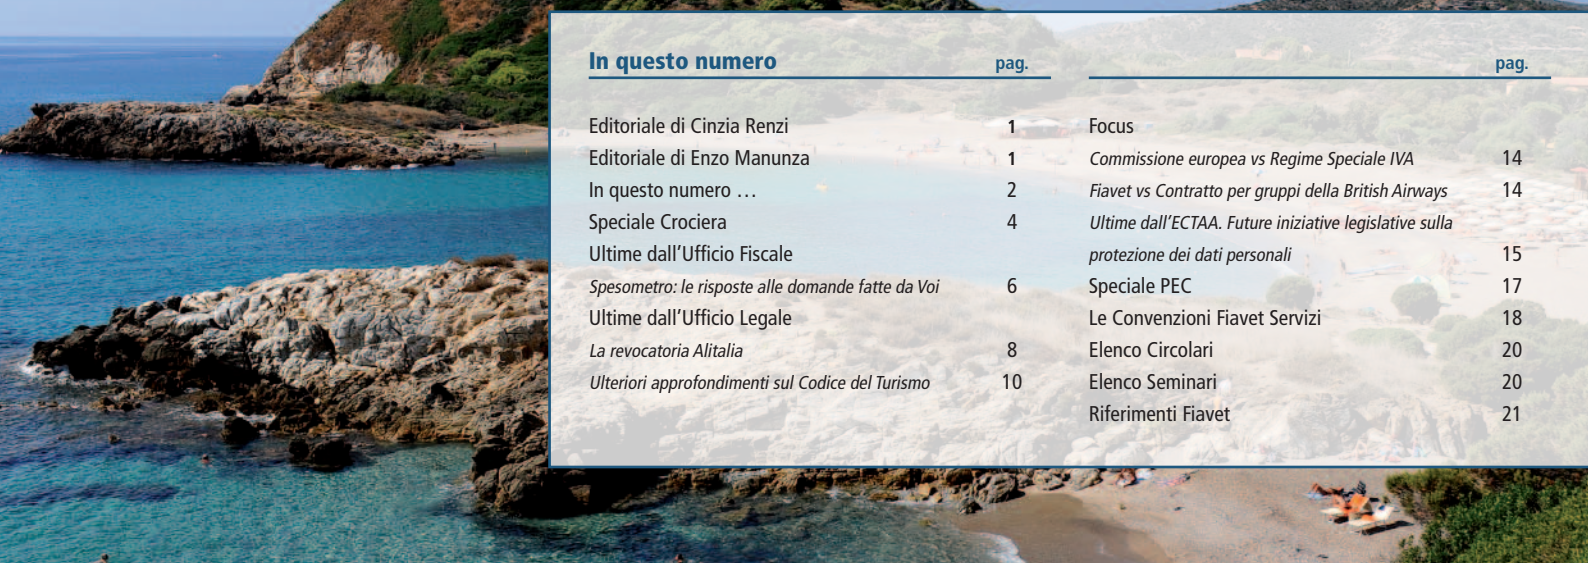 In questo numero pag.
Editoriale di Cinzia Renzi 1
Editoriale di Enzo Manunza 1
In questo numero … 2
Speciale Crociera 4
Ultime dall'Ufficio Fiscale
Spesometro: le risposte alle domande fatte da Voi 6
Ultime dall'Ufficio Legale
La revocatoria Alitalia 8
Ulteriori approfondimenti sul Codice del Turismo 10
pag.
Focus
Commissione europea vs Regime Speciale IVA 14
Fiavet vs Contratto per gruppi della British Airways 14
Ultime dall'ECTAA. Future iniziative legislative sulla
protezione dei dati personali 15
Speciale PEC 17
Le Convenzioni Fiavet Servizi 18
Elenco Circolari 20
Elenco Seminari 20
Riferimenti Fiavet 21